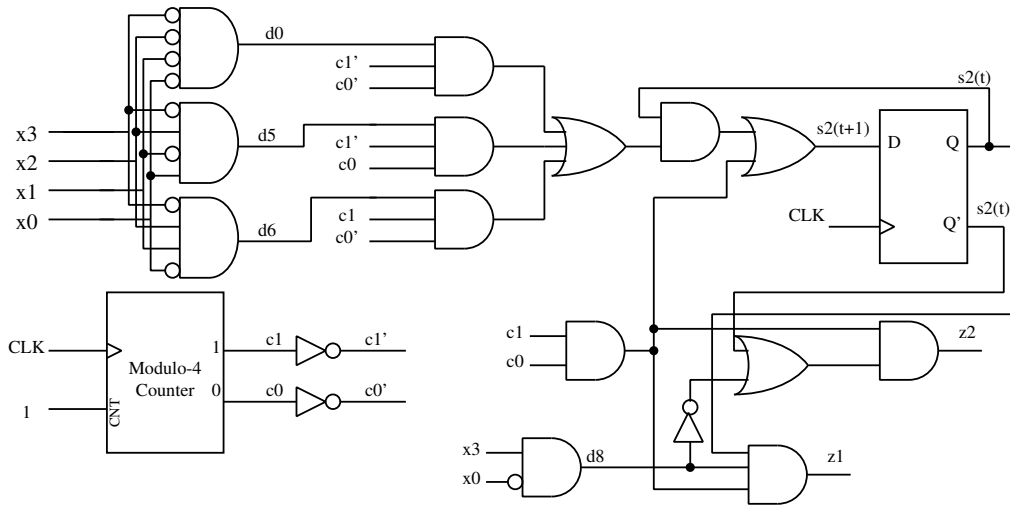 d0
c1'
c0'
s2(t)
x3
x2
x1
x0
d5
c1'
c0
s2(t+1)
D
Q
CLK
Q'
s2(t)
d6
c1
c0'
CLK
1
Modulo-4
Counter
CNT
1
0
c1
c1'
c0
c0'
c1
c0
z2
x3
x0
d8
z1